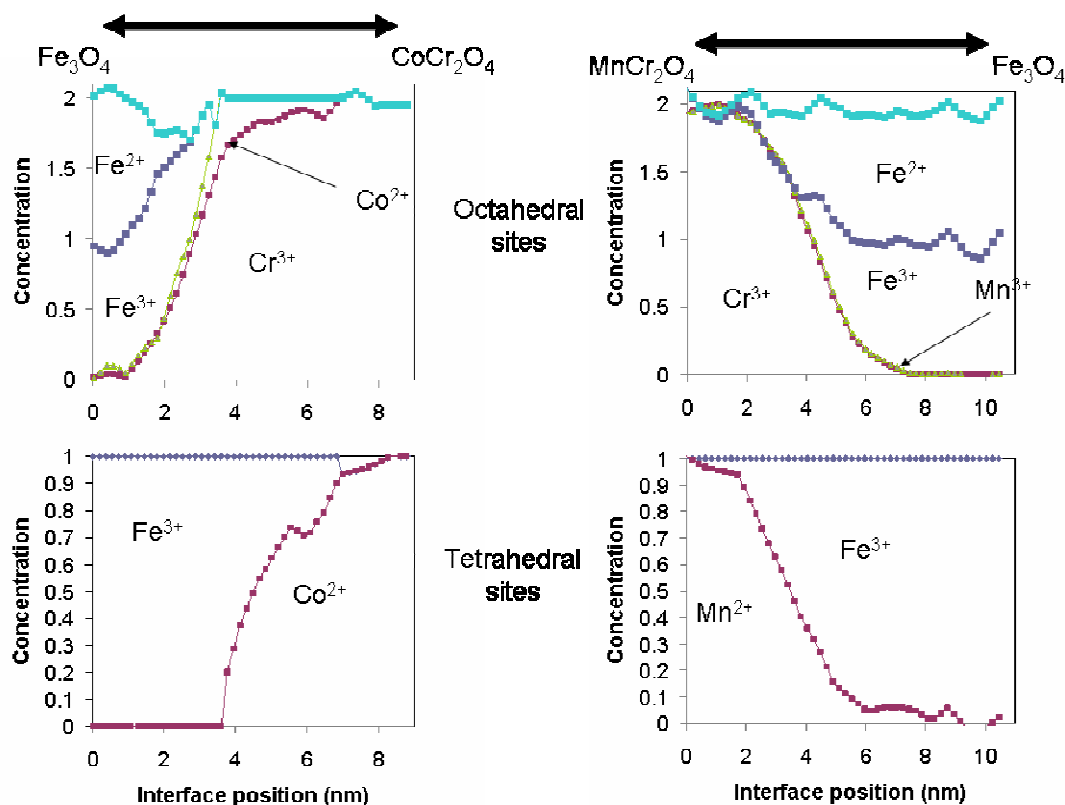 Fe3O4 CoCr2O4
MnCr2O4 Fe3O4
Concentration
2
1.5
1
0.5
0
0 2 4 6 8
Fe2+
Fe3+
Cr3+
Co2+
Octahedral
sites
Concentration
2
1.5
1
0.5
0
0 2 4 6 8 10
Cr3+
Fe2+
Fe3+
Mn3+
Concentration
1
0.9
0.8
0.7
0.6
0.5
0.4
0.3
0.2
0.1
0
0 2 4 6 8
Fe3+
Co2+
Interface position (nm)
Tetrahedral
sites
Concentration
1
0.9
0.8
0.7
0.6
0.5
0.4
0.3
0.2
0.1
0
0 2 4 6 8 10
Mn2+
Fe3+
Interface position (nm)